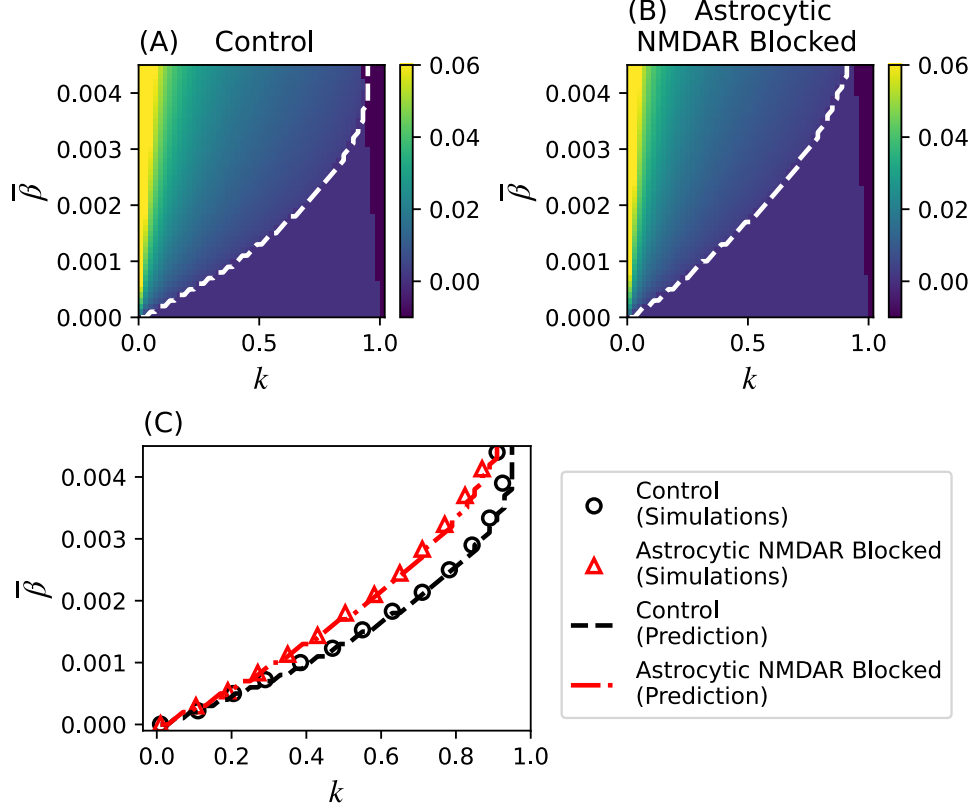 (A) Control
(B) Astrocytic
NMDAR Blocked
0.004
0.003
0.002
0.001
0.000
β̄
0.0
0.5
1.0
k
0.06
0.04
0.02
0.00
0.004
0.003
0.002
0.001
0.000
β̄
0.0
0.5
1.0
k
0.06
0.04
0.02
0.00
(C)
0.004
0.003
0.002
0.001
0.000
β̄
0.0
0.2
0.4
0.6
0.8
1.0
k
Control
(Simulations)
Astrocytic NMDAR Blocked
(Simulations)
Control
(Prediction)
Astrocytic NMDAR Blocked
(Prediction)